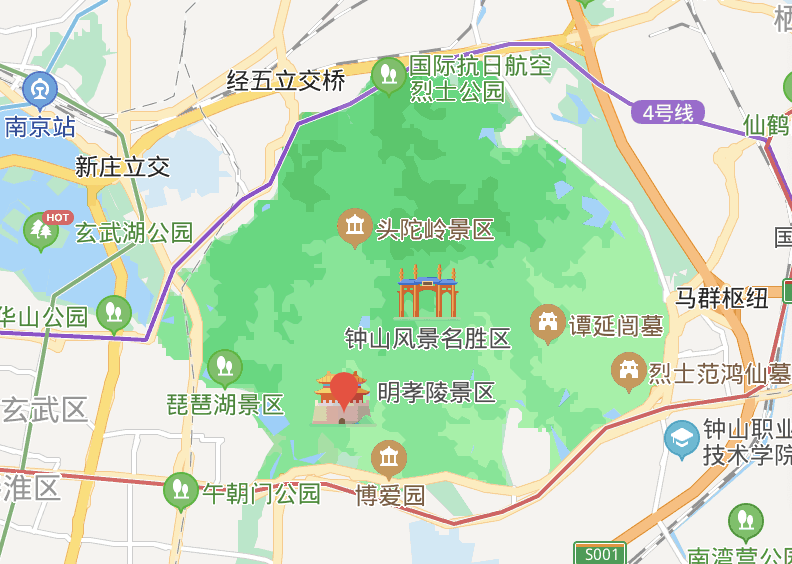 栖
国际抗日航空
烈士公园
经五立交桥
南京站
4号线
仙鹤
新庄立交
HOT
玄武湖公园
头陀岭景区
国
马群枢纽
华山公园
钟山风景名胜区
谭延闿墓
烈士范鸿仙墓
琵琶湖景区
明孝陵景区
玄武区
钟山职业
技术学院
淮区
午朝门公园
博爱园
S001
南湾营公园